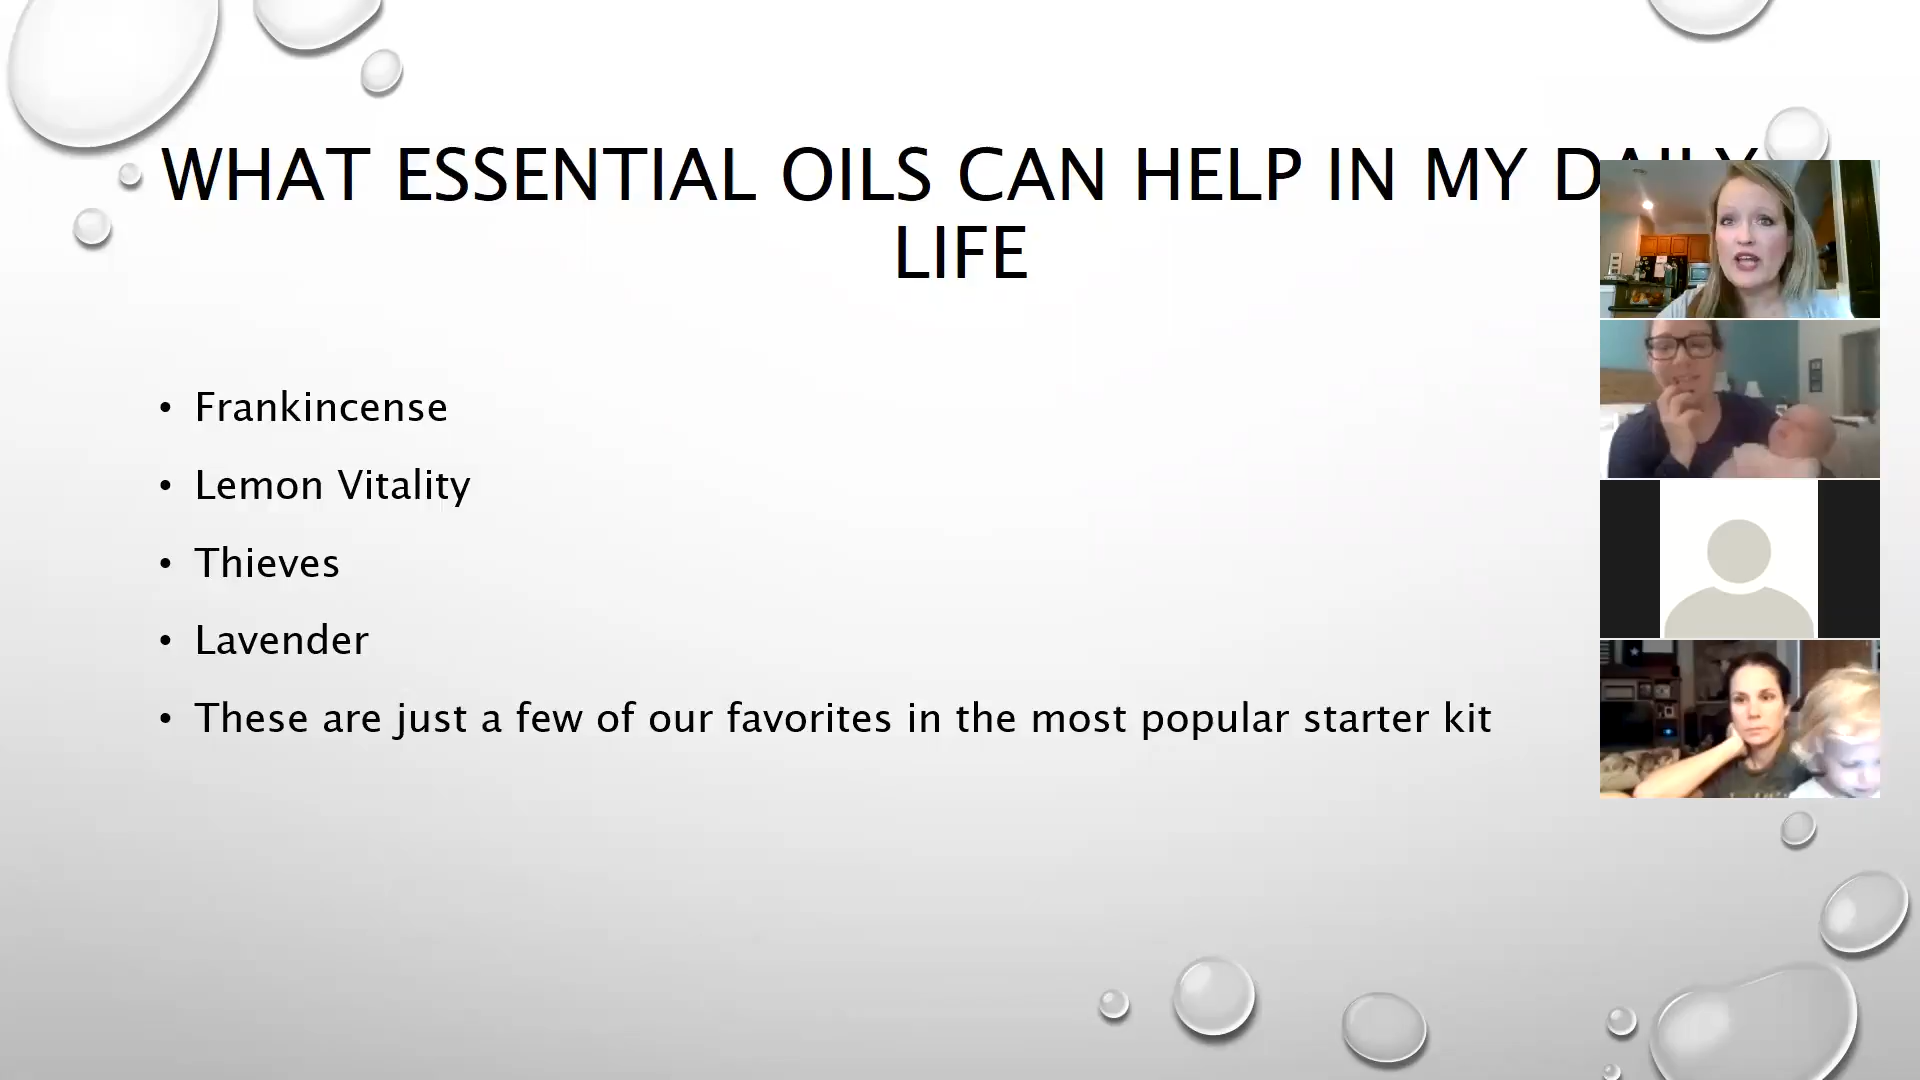 WHAT ESSENTIAL OILS CAN HELP IN MY DAILY
LIFE
• Frankincense
• Lemon Vitality
• Thieves
• Lavender
• These are just a few of our favorites in the most popular starter kit